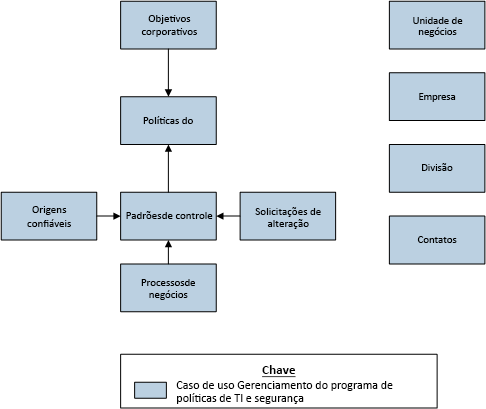 Objetivos
corporativos
Unidade de
negócios
Empresa
Políticas do
Divisão
Origens
confiáveis
Padrõesde controle
Solicitações de
alteração
Contatos
Processosde
negócios
Chave
Caso de uso Gerenciamento do programa de
políticas de TI e segurança